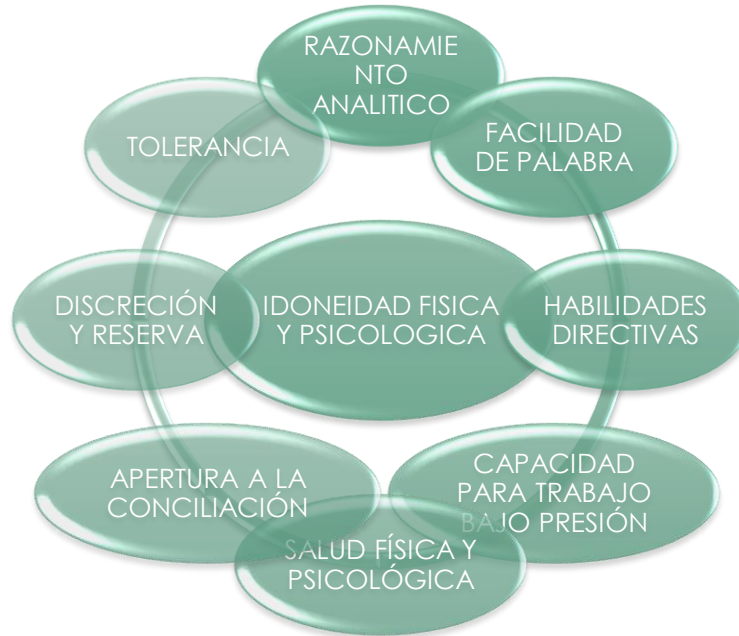 RAZONAMIE
NTO
ANALITICO
FACILIDAD
DE PALABRA
HABILIDADES
DIRECTIVAS
CAPACIDAD
PARA TRABAJO
BAJO PRESIÓN
SALUD FÍSICA Y
PSICOLÓGICA
APERTURA A LA
CONCILIACIÓN
DISCRECIÓN
Y RESERVA
TOLERANCIA
IDONEIDAD FISICA
Y PSICOLOGICA